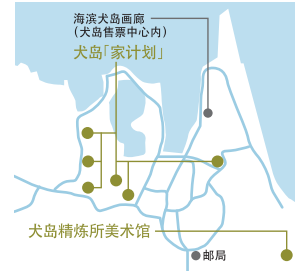 海滨犬岛画廊
(犬岛售票中心内)
犬岛「家计划」
犬岛精炼所美术馆
邮局